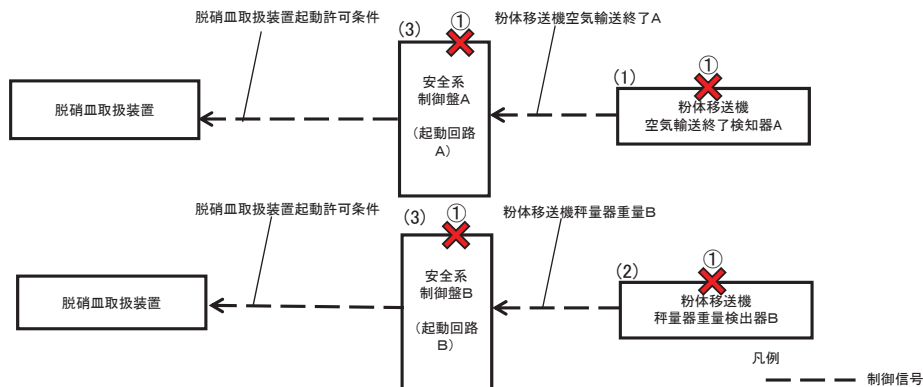 脱硝皿取扱装置起動許可条件
(3)
①
粉体移送機空気輸送終了A
脱硝皿取扱装置
安全系
制御盤A
(起動回路
A)
(1)
①
粉体移送機
空気輸送終了検知器A
脱硝皿取扱装置起動許可条件
(3)
①
粉体移送機秤量器重量B
脱硝皿取扱装置
安全系
制御盤B
(起動回路
B)
(2)
①
粉体移送機
秤量器重量検出器B
凡例
制御信号